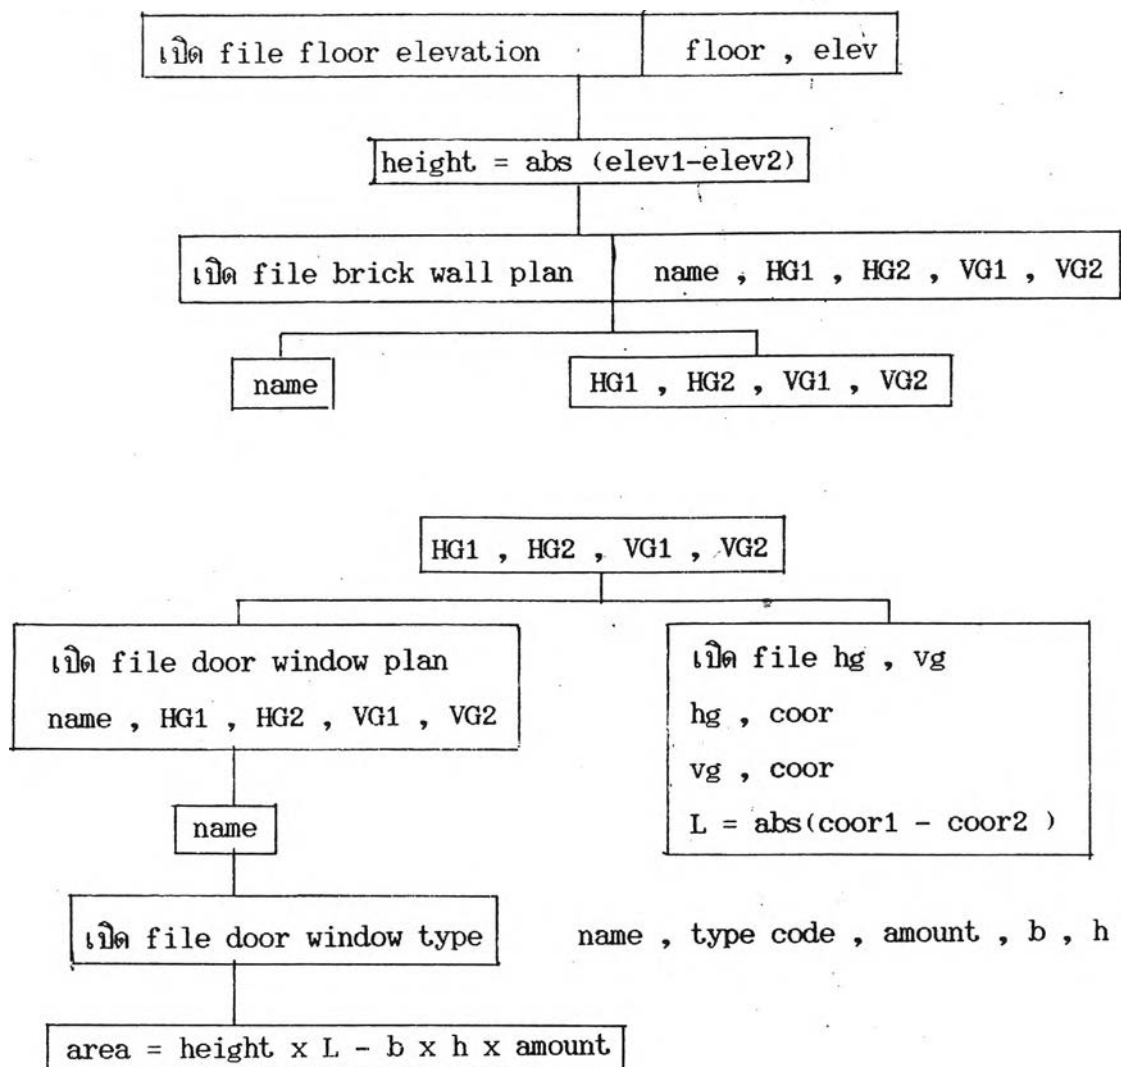 เปิด file floor elevation floor , elev
height = abs (elev1-elev2)
เปิด file brick wall plan name , HG1 , HG2 , VG1 , VG2
name HG1 , HG2 , VG1 , VG2
HG1 , HG2 , VG1 , VG2
เปิด file door window plan
name , HG1 , HG2 , VG1 , VG2
เปิด file hg , vg
hg , coor
vg , coor
L = abs(coor1 - coor2 )
name
เปิด file door window type name , type code , amount , b , h
area = height x L - b x h x amount